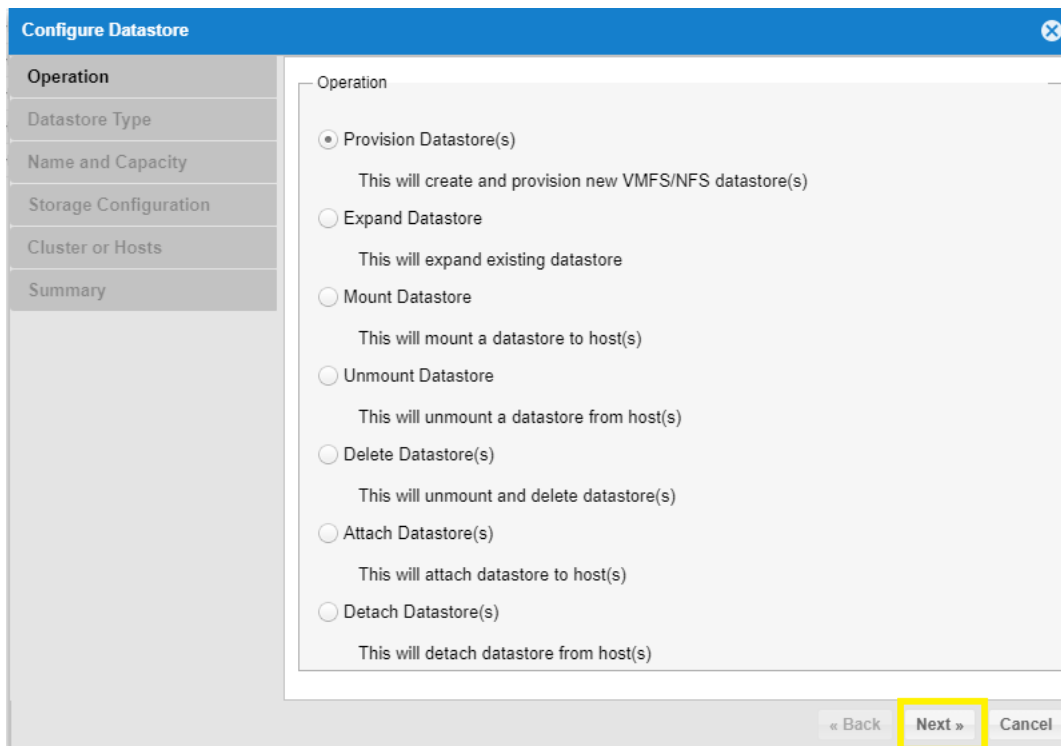 Configure Datastore
Operation
Datastore Type
Name and Capacity
Storage Configuration
Cluster or Hosts
Summary
Operation
Provision Datastore(s)
This will create and provision new VMFS/NFS datastore(s)
Expand Datastore
This will expand existing datastore
Mount Datastore
This will mount a datastore to host(s)
Unmount Datastore
This will unmount a datastore from host(s)
Delete Datastore(s)
This will unmount and delete datastore(s)
Attach Datastore(s)
This will attach datastore to host(s)
Detach Datastore(s)
This will detach datastore from host(s)
« Back Next » Cancel